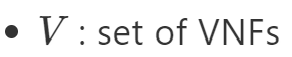 • V : set of VNFs